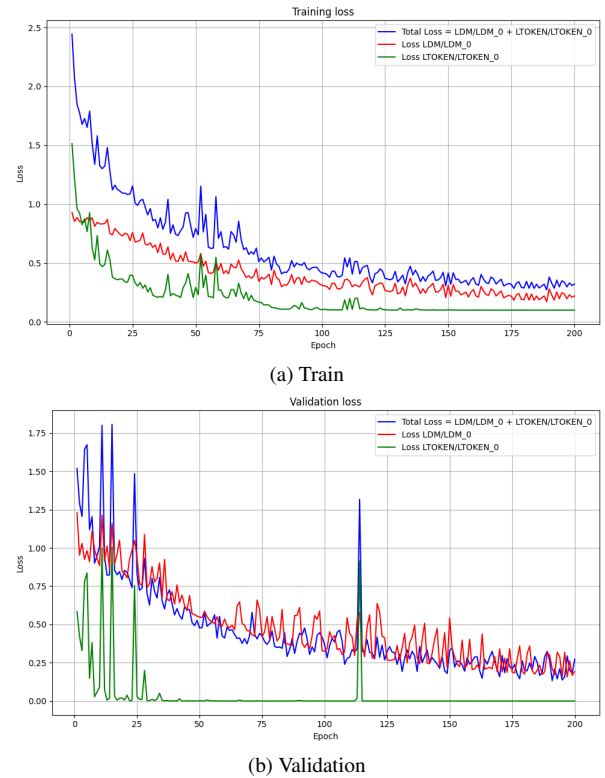 Training loss
Total Loss = LDM/LDM_0 + LTOKEN/LTOKEN_0
Loss LDM/LDM_0
Loss LTOKEN/LTOKEN_0
2.5
2.0
1.5
1.0
0.5
0.0
Loss
0 25 50 75 100 125 150 175 200
Epoch
(a) Train
Validation loss
Total Loss = LDM/LDM_0 + LTOKEN/LTOKEN_0
Loss LDM/LDM_0
Loss LTOKEN/LTOKEN_0
1.75
1.50
1.25
1.00
0.75
0.50
0.25
0.00
Loss
0 25 50 75 100 125 150 175 200
Epoch
(b) Validation